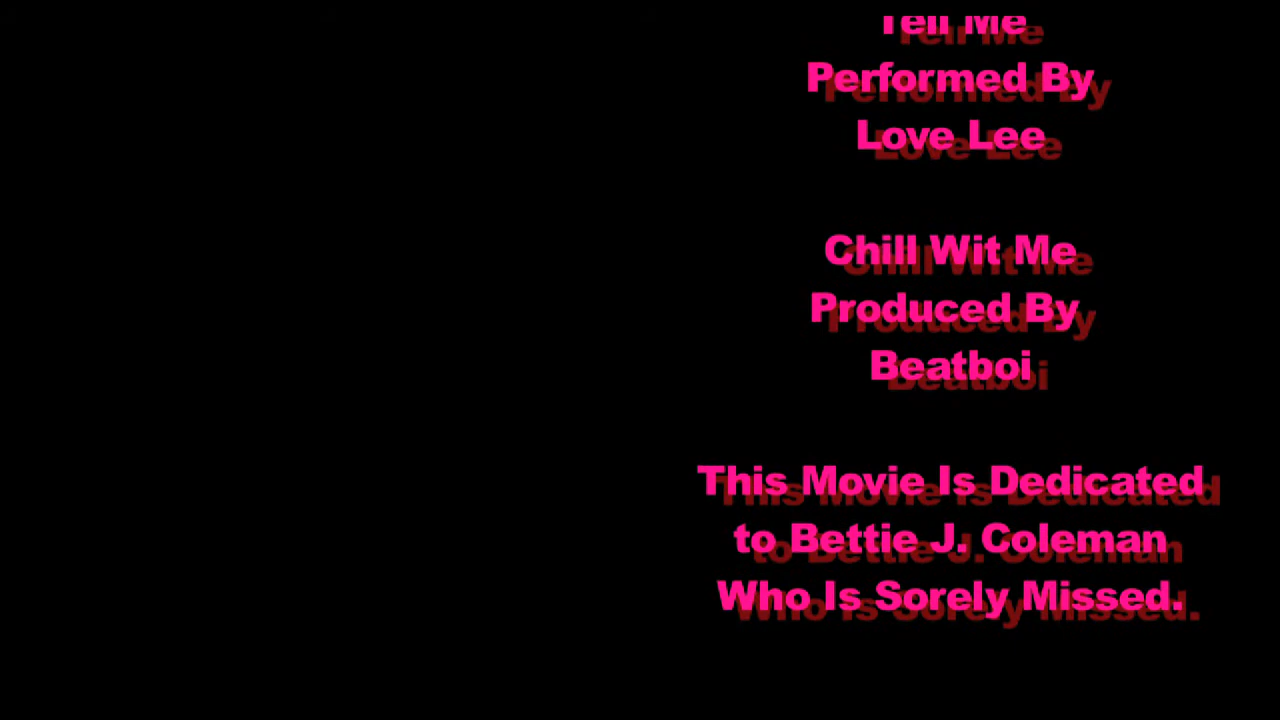 Tell Me
Performed By
Love Lee
Chill Wit Me
Produced By
Beatboi
This Movie Is Dedicated
to Bettie J. Coleman
Who Is Sorely Missed.